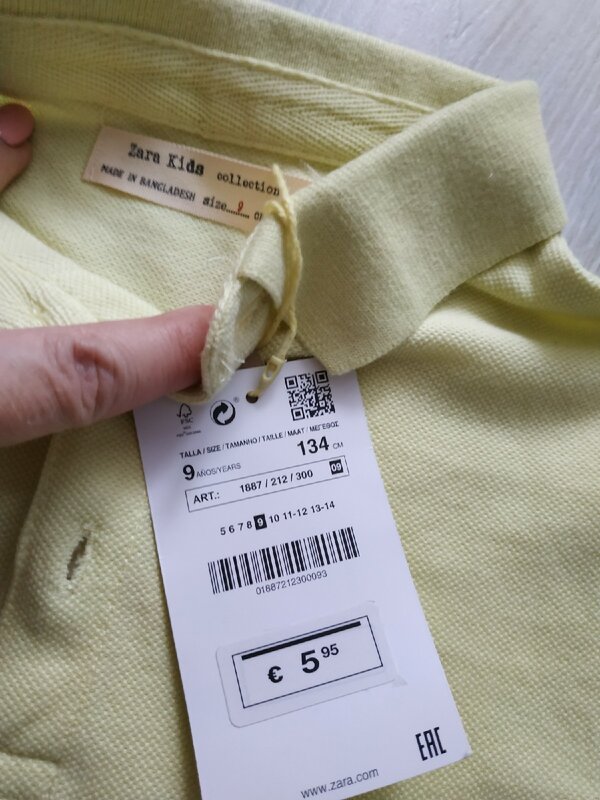 Zara Kids collection
MADE IN BANGLADESH size......9
FSC
TALLA / SIZE / TAMANHO / TAILLE / MAAT / ΜΕΓΕΘΟΣ
9 AÑOS/YEARS 134 CM
ART.: 1887 / 212 / 300 09
5 6 7 8 9 10 11-12 13-14
01887212300093
€ 5 95
EAC
www.zara.com